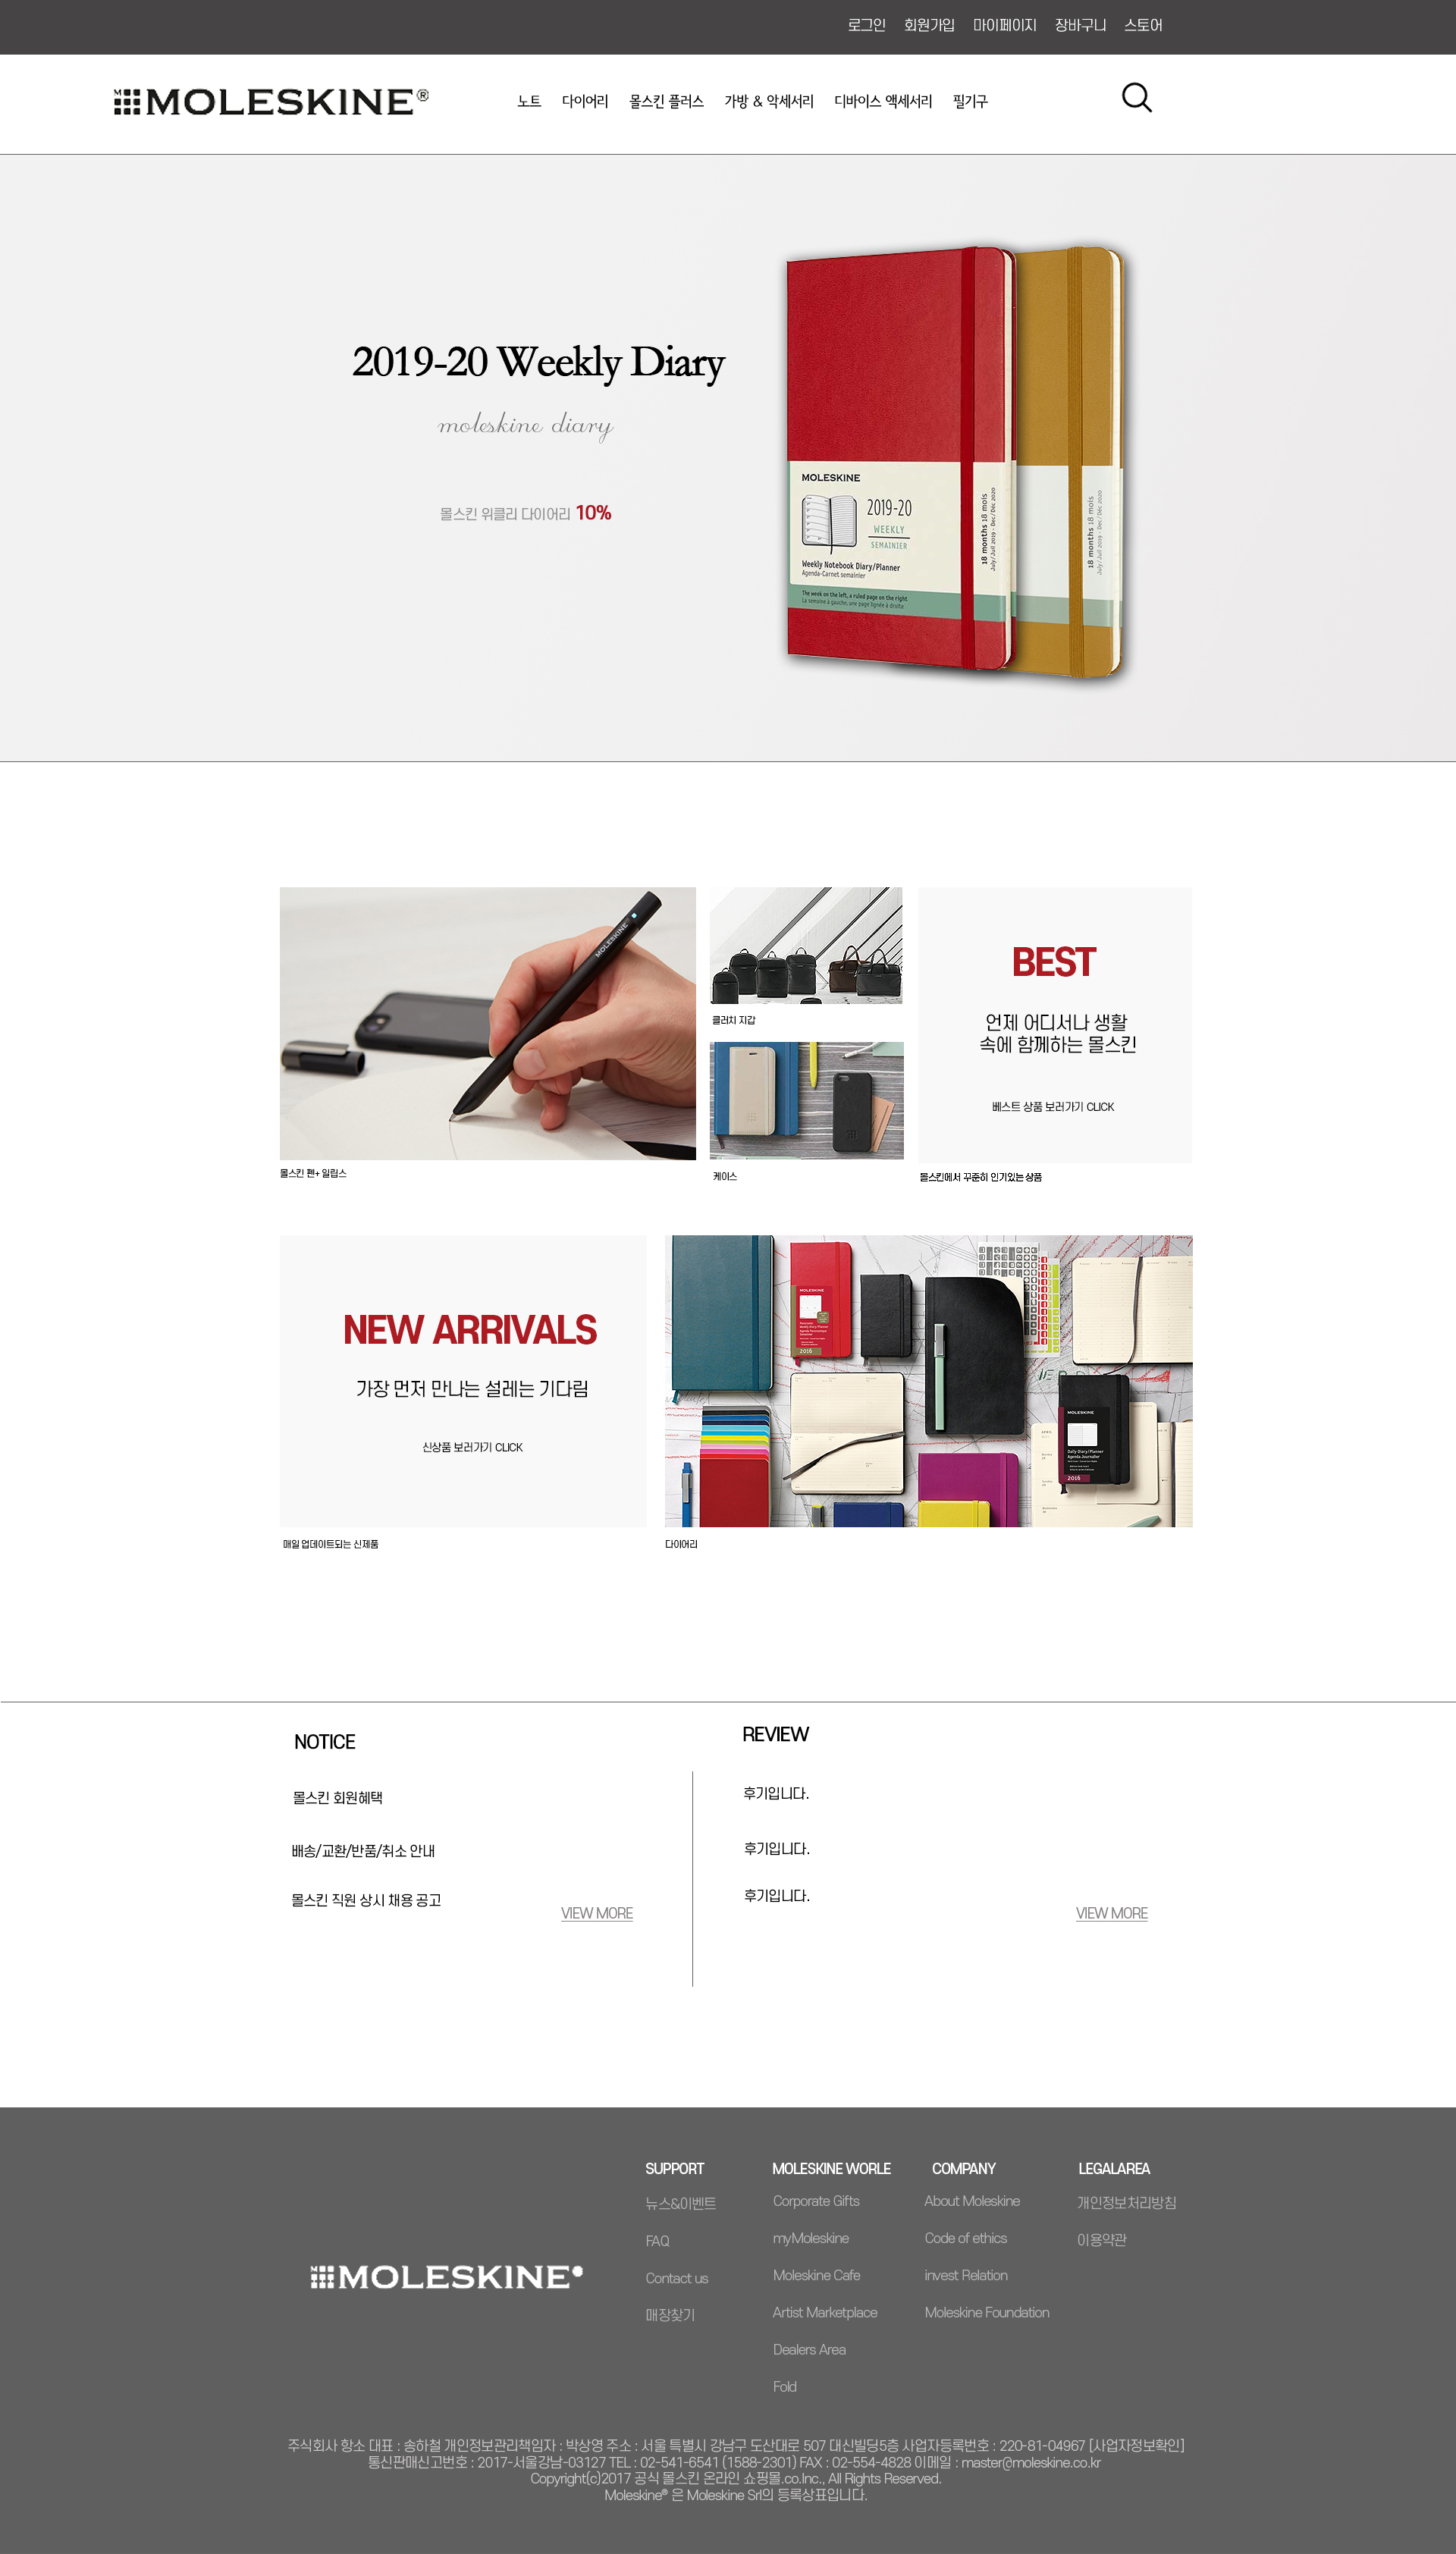 로그인 회원가입 마이페이지 장바구니 스토어
MOLESKINE®
노트 다이어리 몰스킨 플러스 가방 & 악세서리 디바이스 액세서리 필기구
2019-20 Weekly Diary
moleskine diary
몰스킨 위클리 다이어리 10%
MOLESKINE
2019-20
WEEKLY
SEMAINIER
Weekly Notebook Diary/Planner
Agenda-Carnet semainier
The week on the left, a ruled page on the right
La semaine à gauche, une page lignée à droite
18 months 18 mois
July/Juil 2019 - Dec/Déc 2020
18 months 18 mois
July/Juil 2019 - Dec/Déc 2020
MOLESKINE
클러치 지갑
BEST
언제 어디서나 생활
속에 함께하는 몰스킨
베스트 상품 보러가기 CLICK
몰스킨 펜+ 일립스
케이스
몰스킨에서 꾸준히 인기있는 상품
NEW ARRIVALS
가장 먼저 만나는 설레는 기다림
신상품 보러가기 CLICK
MOLESKINE
2016
MOLESKINE
Daily Diary/Planner
Agenda Journalier
2016
매일 업데이트되는 신제품
다이어리
NOTICE
몰스킨 회원혜택
배송/교환/반품/취소 안내
몰스킨 직원 상시 채용 공고
VIEW MORE
REVIEW
후기입니다.
후기입니다.
후기입니다.
VIEW MORE
MOLESKINE
SUPPORT
뉴스&이벤트
FAQ
Contact us
매장찾기
MOLESKINE WORLE
Corporate Gifts
myMoleskine
Moleskine Cafe
Artist Marketplace
Dealers Area
Fold
COMPANY
About Moleskine
Code of ethics
invest Relation
Moleskine Foundation
LEGALAREA
개인정보처리방침
이용약관
주식회사 항소 대표 : 송하철 개인정보관리책임자 : 박상영 주소 : 서울 특별시 강남구 도산대로 507 대신빌딩5층 사업자등록번호 : 220-81-04967 [사업자정보확인]
통신판매신고번호 : 2017-서울강남-03127 TEL : 02-541-6541 (1588-2301) FAX : 02-554-4828 이메일 : master@moleskine.co.kr
Copyright(c)2017 공식 몰스킨 온라인 쇼핑몰.co.Inc., All Rights Reserved.
Moleskine® 은 Moleskine Srl의 등록상표입니다.